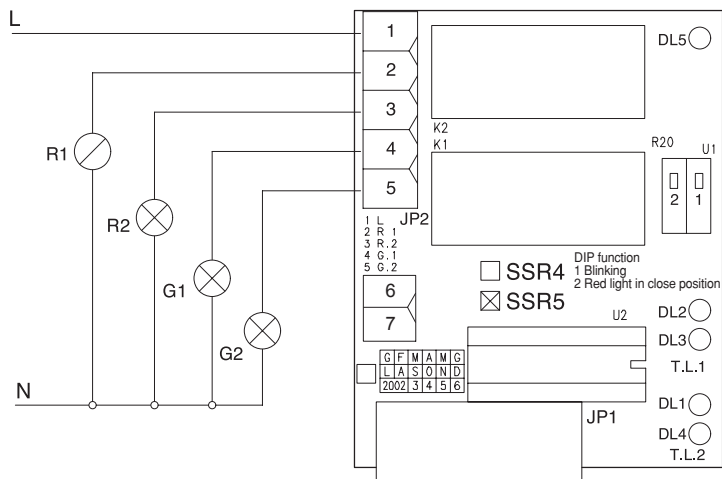 L
1
2
3
4
5
R1
R2
G1
G2
N
DL5
K2
K1
R20
U1
2 1
JP2
1 L
2 R 1
3 R.2
4 G.1
5 G.2
6
7
SSR4
SSR5
DIP function
1 Blinking
2 Red light in close position
U2
DL2
DL3
T.L.1
G F M A M G
L A S O N D
2002 3 4 5 6
JP1
DL1
DL4
T.L.2